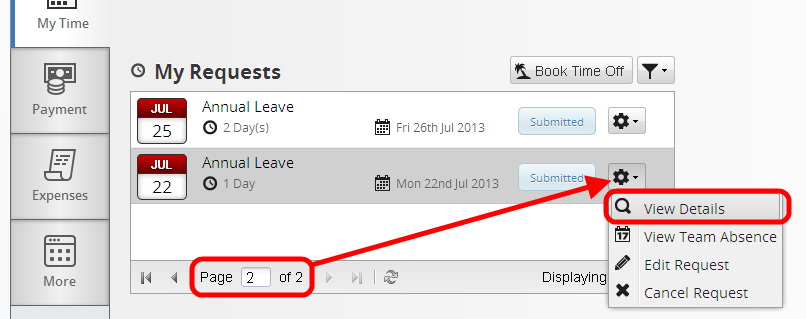 My Time
Payment
Expenses
More
My Requests
Book Time Off
JUL
25
Annual Leave
2 Day(s)
Fri 26th Jul 2013
Submitted
JUL
22
Annual Leave
1 Day
Mon 22nd Jul 2013
Submitted
View Details
17 View Team Absence
Edit Request
Cancel Request
Page 2 of 2
Displaying